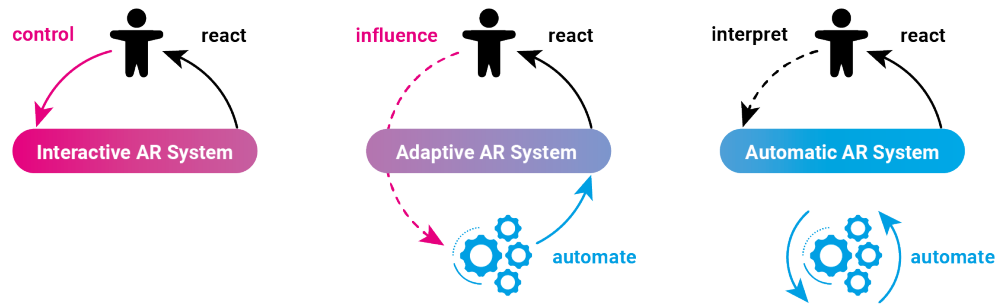 control
react
Interactive AR System
influence
react
Adaptive AR System
automate
interpret
react
Automatic AR System
automate